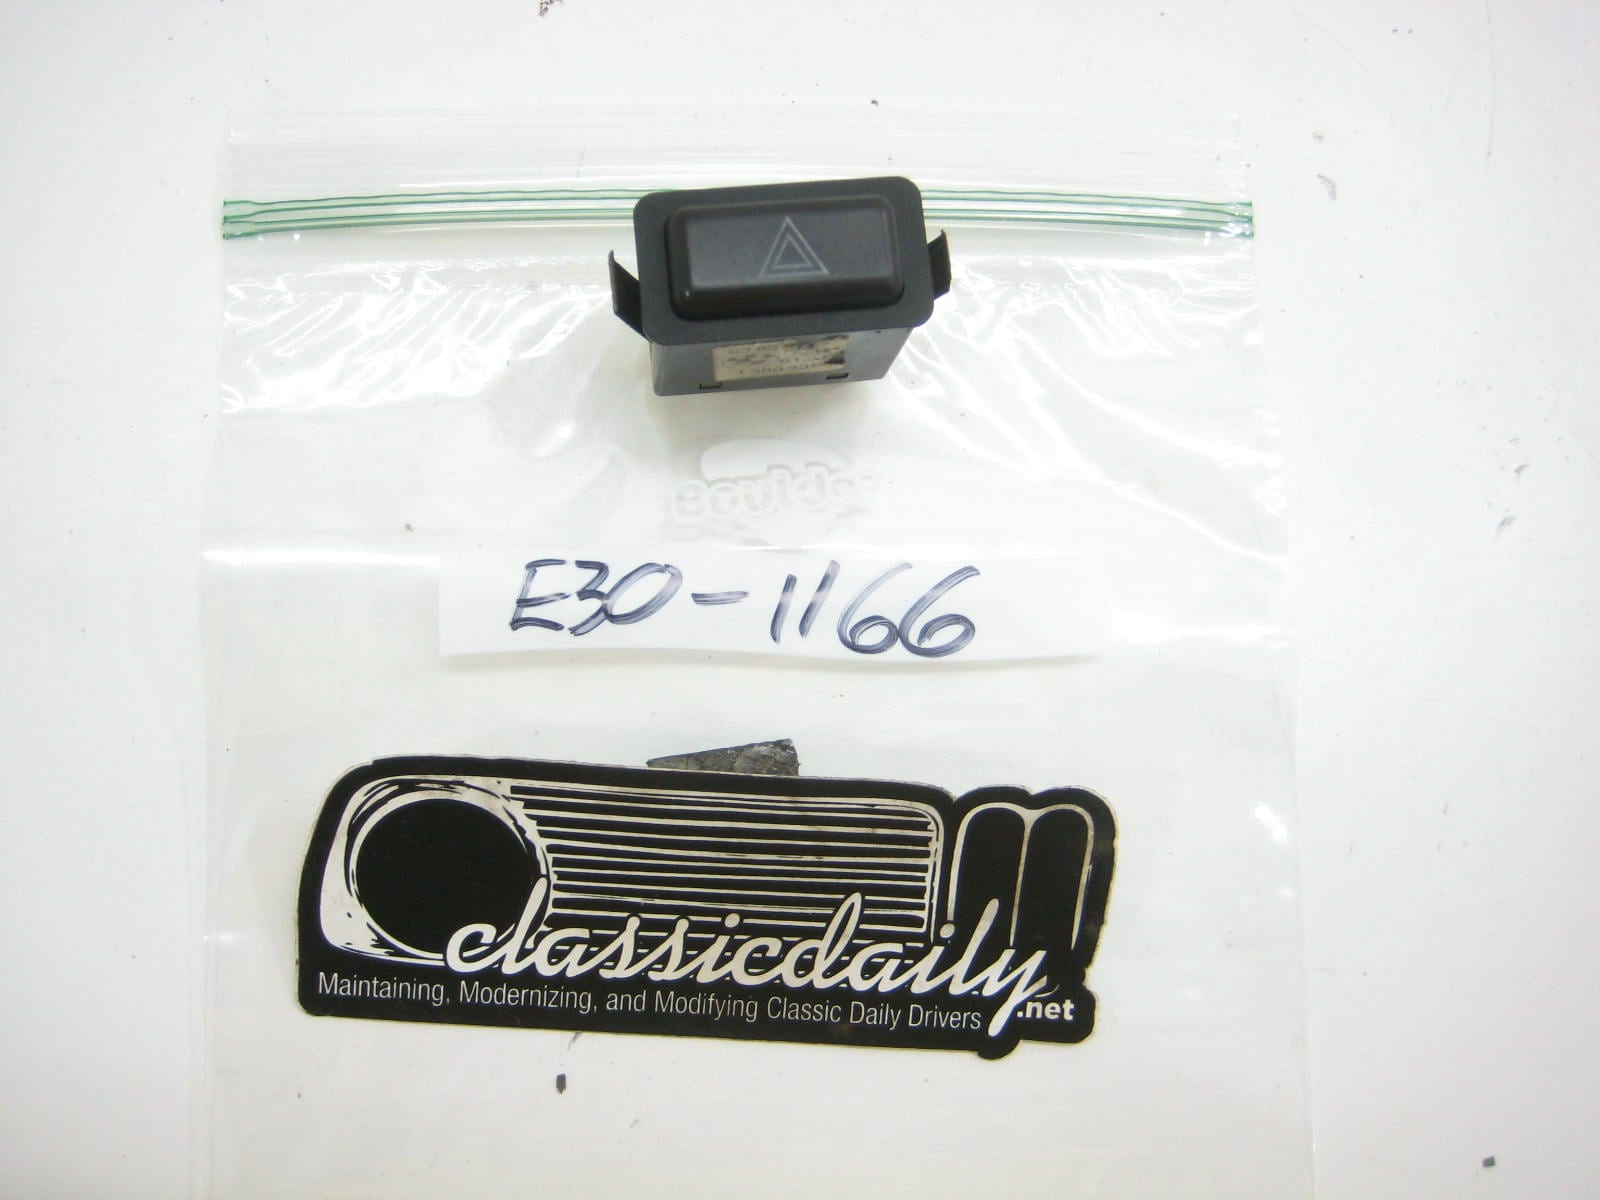 E30-1166
classicdaily
.net
Maintaining, Modernizing, and Modifying Classic Daily Drivers